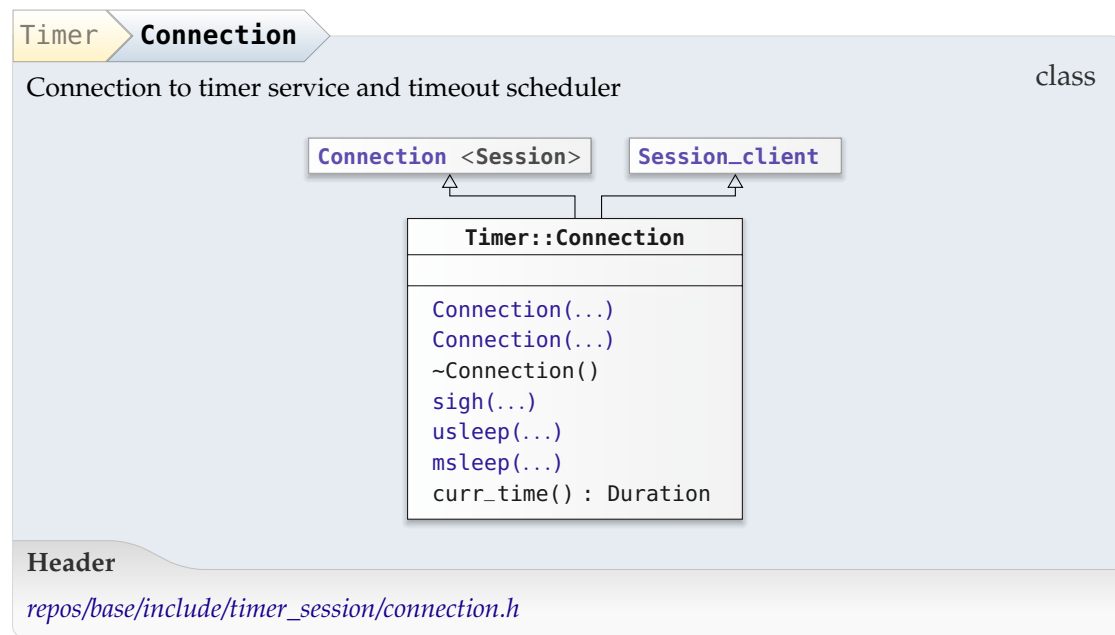 Timer Connection
class
Connection to timer service and timeout scheduler
Connection <Session> Session_client
Timer::Connection
Connection(...)
Connection(...)
~Connection()
sigh(...)
usleep(...)
msleep(...)
curr_time() : Duration
Header
repos/base/include/timer_session/connection.h